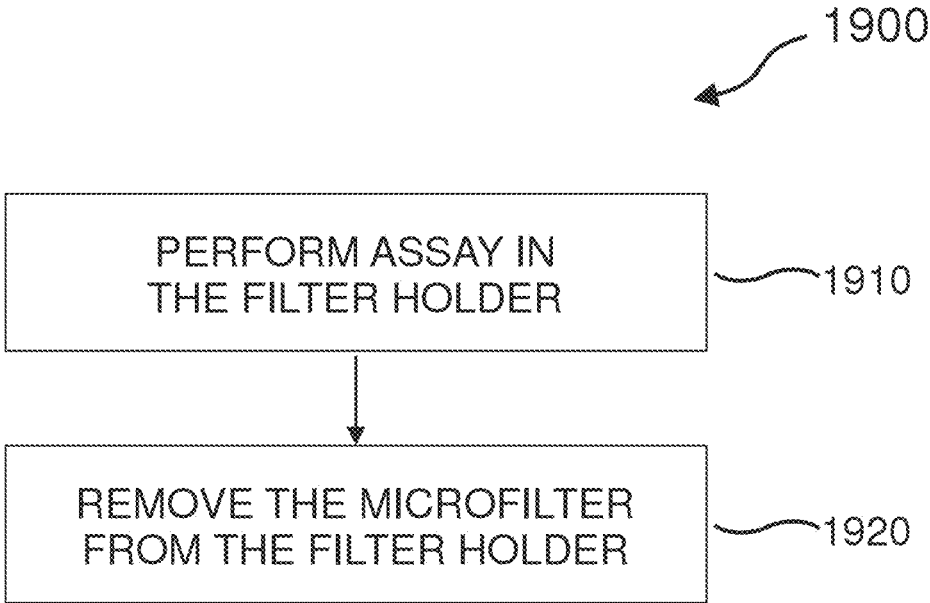 1900
PERFORM ASSAY IN
THE FILTER HOLDER
1910
REMOVE THE MICROFILTER
FROM THE FILTER HOLDER
1920